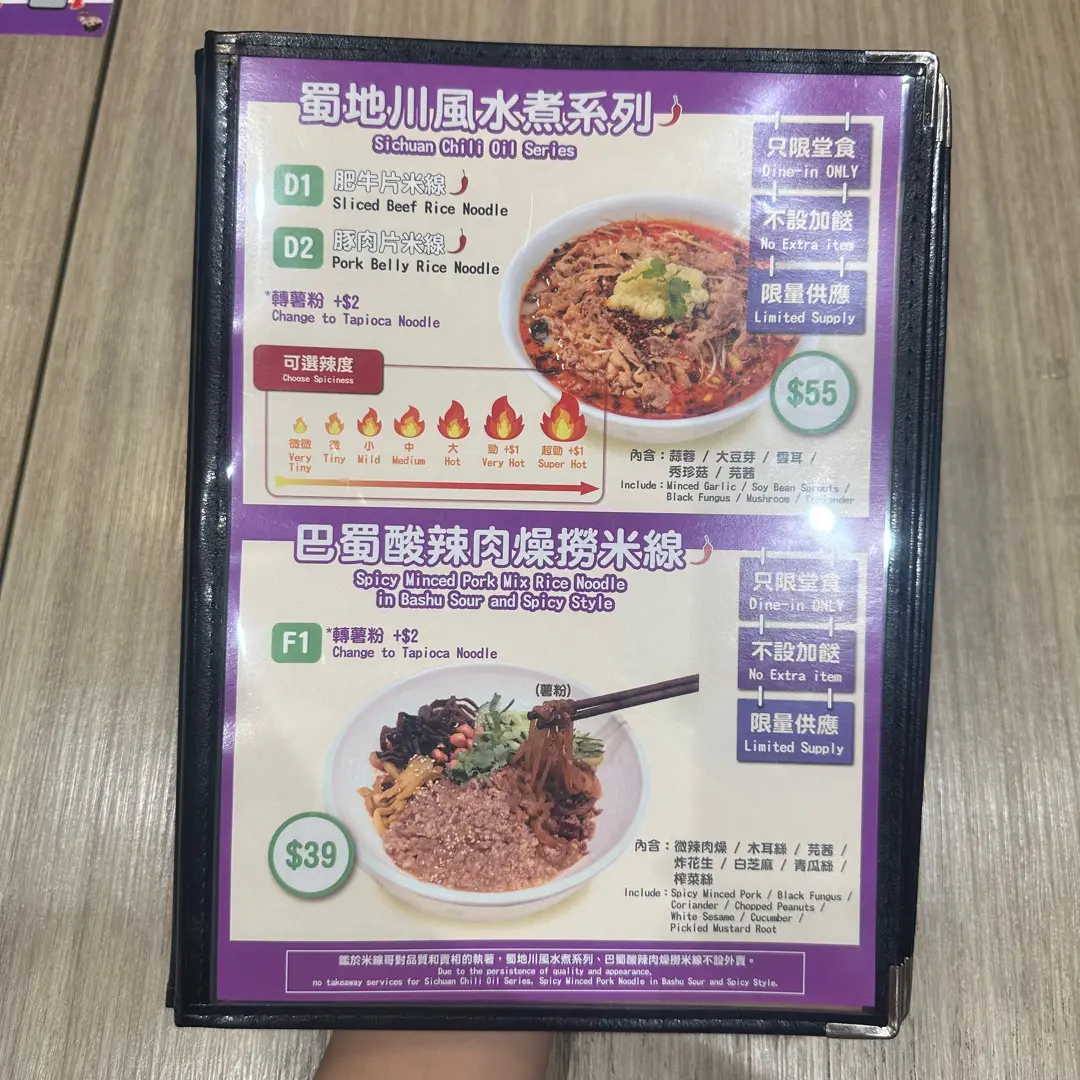 蜀地川風水煮系列
Sichuan Chili Oil Series
只限堂食
Dine-in ONLY
不設加餸
No Extra item
限量供應
Limited Supply
D1 肥牛片米線
Sliced Beef Rice Noodle
D2 豚肉片米線
Pork Belly Rice Noodle
*轉薯粉 +$2
Change to Tapioca Noodle
可選辣度
Choose Spiciness
微微 微 小 中 大 勁 +$1 超勁 +$1
Very Tiny Tiny Mild Medium Hot Very Hot Super Hot
$55
內含：蒜蓉 / 大豆芽 / 雲耳 /
秀珍菇 / 芫茜
Include：Minced Garlic / Soy Bean Sprouts /
Black Fungus / Mushroom / Coriander
巴蜀酸辣肉燥撈米線
Spicy Minced Pork Mix Rice Noodle
in Bashu Sour and Spicy Style
只限堂食
Dine-in ONLY
不設加餸
No Extra item
限量供應
Limited Supply
F1 *轉薯粉 +$2
Change to Tapioca Noodle
(薯粉)
$39
內含：微辣肉燥 / 木耳絲 / 芫茜 /
炸花生 / 白芝麻 / 青瓜絲 /
榨菜絲
Include：Spicy Minced Pork / Black Fungus /
Coriander / Chopped Peanuts /
White Sesame / Cucumber /
Pickled Mustard Root
鑑於米線哥對品質和賣相的執著，蜀地川風水煮系列、巴蜀酸辣肉燥撈米線不設外賣。
Due to the persistence of quality and appearance,
no takeaway services for Sichuan Chili Oil Series, Spicy Minced Pork Noodle in Bashu Sour and Spicy Style.